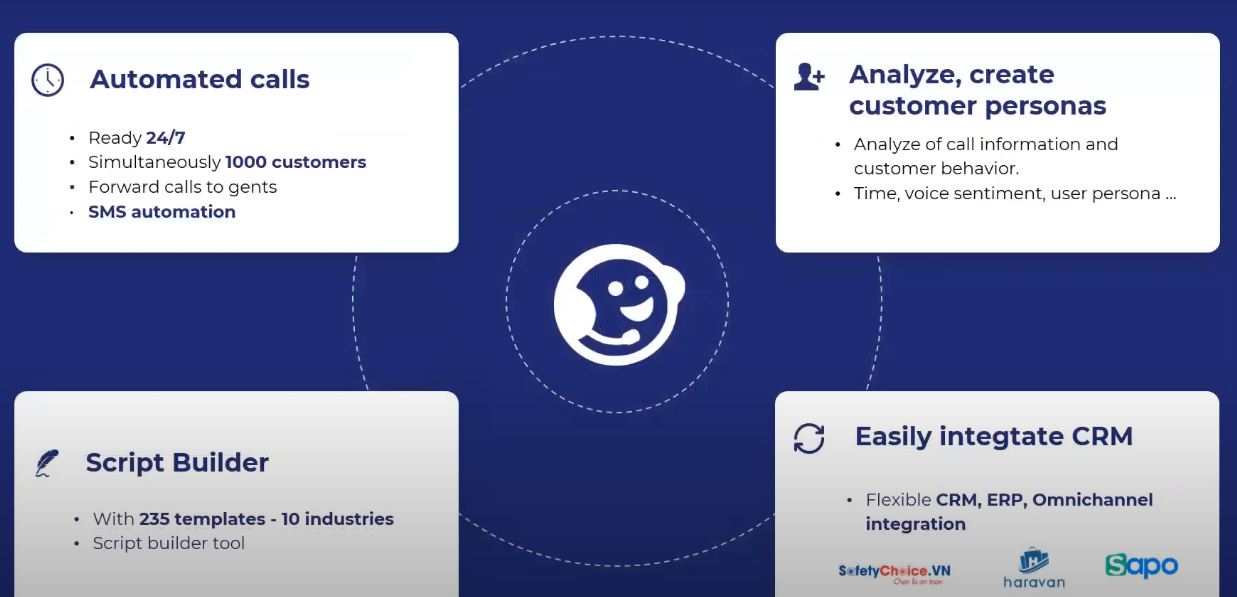 Automated calls
Ready 24/7
Simultaneously 1000 customers
Forward calls to gents
SMS automation
Analyze, create
customer personas
Analyze of call information and
customer behavior.
Time, voice sentiment, user persona ...
Script Builder
With 235 templates - 10 industries
Script builder tool
Easily integtate CRM
Flexible CRM, ERP, Omnichannel
integration
SafetyChoice.VN
Chọn là an toàn
haravan
Sapo